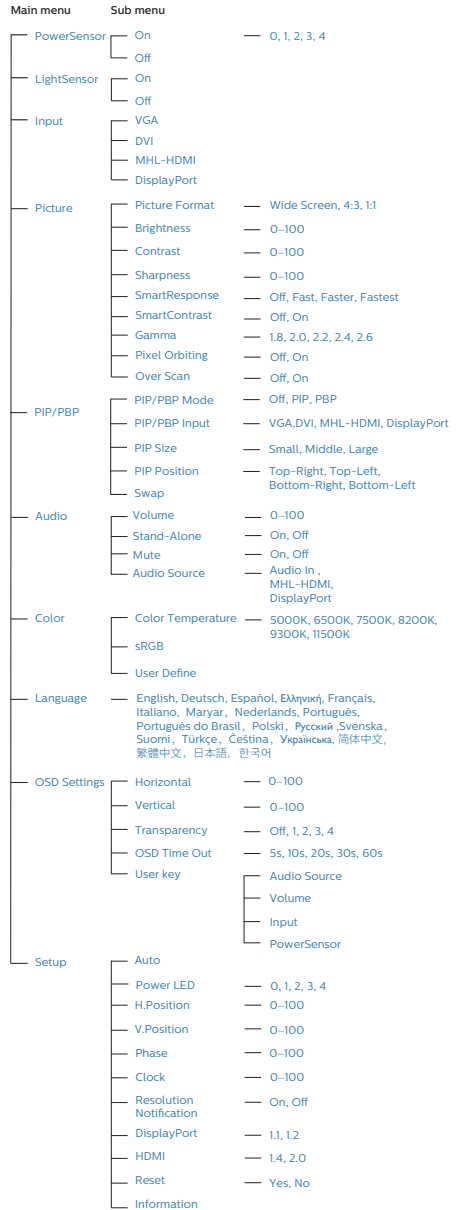 Main menu Sub menu
PowerSensor On 0, 1, 2, 3, 4
Off
LightSensor On
Off
Input VGA
DVI
MHL-HDMI
DisplayPort
Picture Picture Format Wide Screen, 4:3, 1:1
Brightness 0-100
Contrast 0-100
Sharpness 0-100
SmartResponse Off, Fast, Faster, Fastest
SmartContrast Off, On
Gamma 1.8, 2.0, 2.2, 2.4, 2.6
Pixel Orbiting Off, On
Over Scan Off, On
PIP/PBP PIP/PBP Mode Off, PIP, PBP
PIP/PBP Input VGA,DVI, MHL-HDMI, DisplayPort
PIP Size Small, Middle, Large
PIP Position Top-Right, Top-Left,
Bottom-Right, Bottom-Left
Swap
Audio Volume 0-100
Stand-Alone On, Off
Mute On, Off
Audio Source Audio In ,
MHL-HDMI,
DisplayPort
Color Color Temperature 5000K, 6500K, 7500K, 8200K,
9300K, 11500K
sRGB
User Define
Language English, Deutsch, Español, Ελληνική, Français,
Italiano, Maryar, Nederlands, Português,
Português do Brasil, Polski, Русский ,Svenska,
Suomi, Türkçe, Čeština, Українська, 简体中文,
繁體中文, 日本語, 한국어
OSD Settings Horizontal 0-100
Vertical 0-100
Transparency Off, 1, 2, 3, 4
OSD Time Out 5s, 10s, 20s, 30s, 60s
User key Audio Source
Volume
Input
PowerSensor
Setup Auto
Power LED 0, 1, 2, 3, 4
H.Position 0-100
V.Position 0-100
Phase 0-100
Clock 0-100
Resolution On, Off
Notification
DisplayPort 1.1, 1.2
HDMI 1.4, 2.0
Reset Yes, No
Information